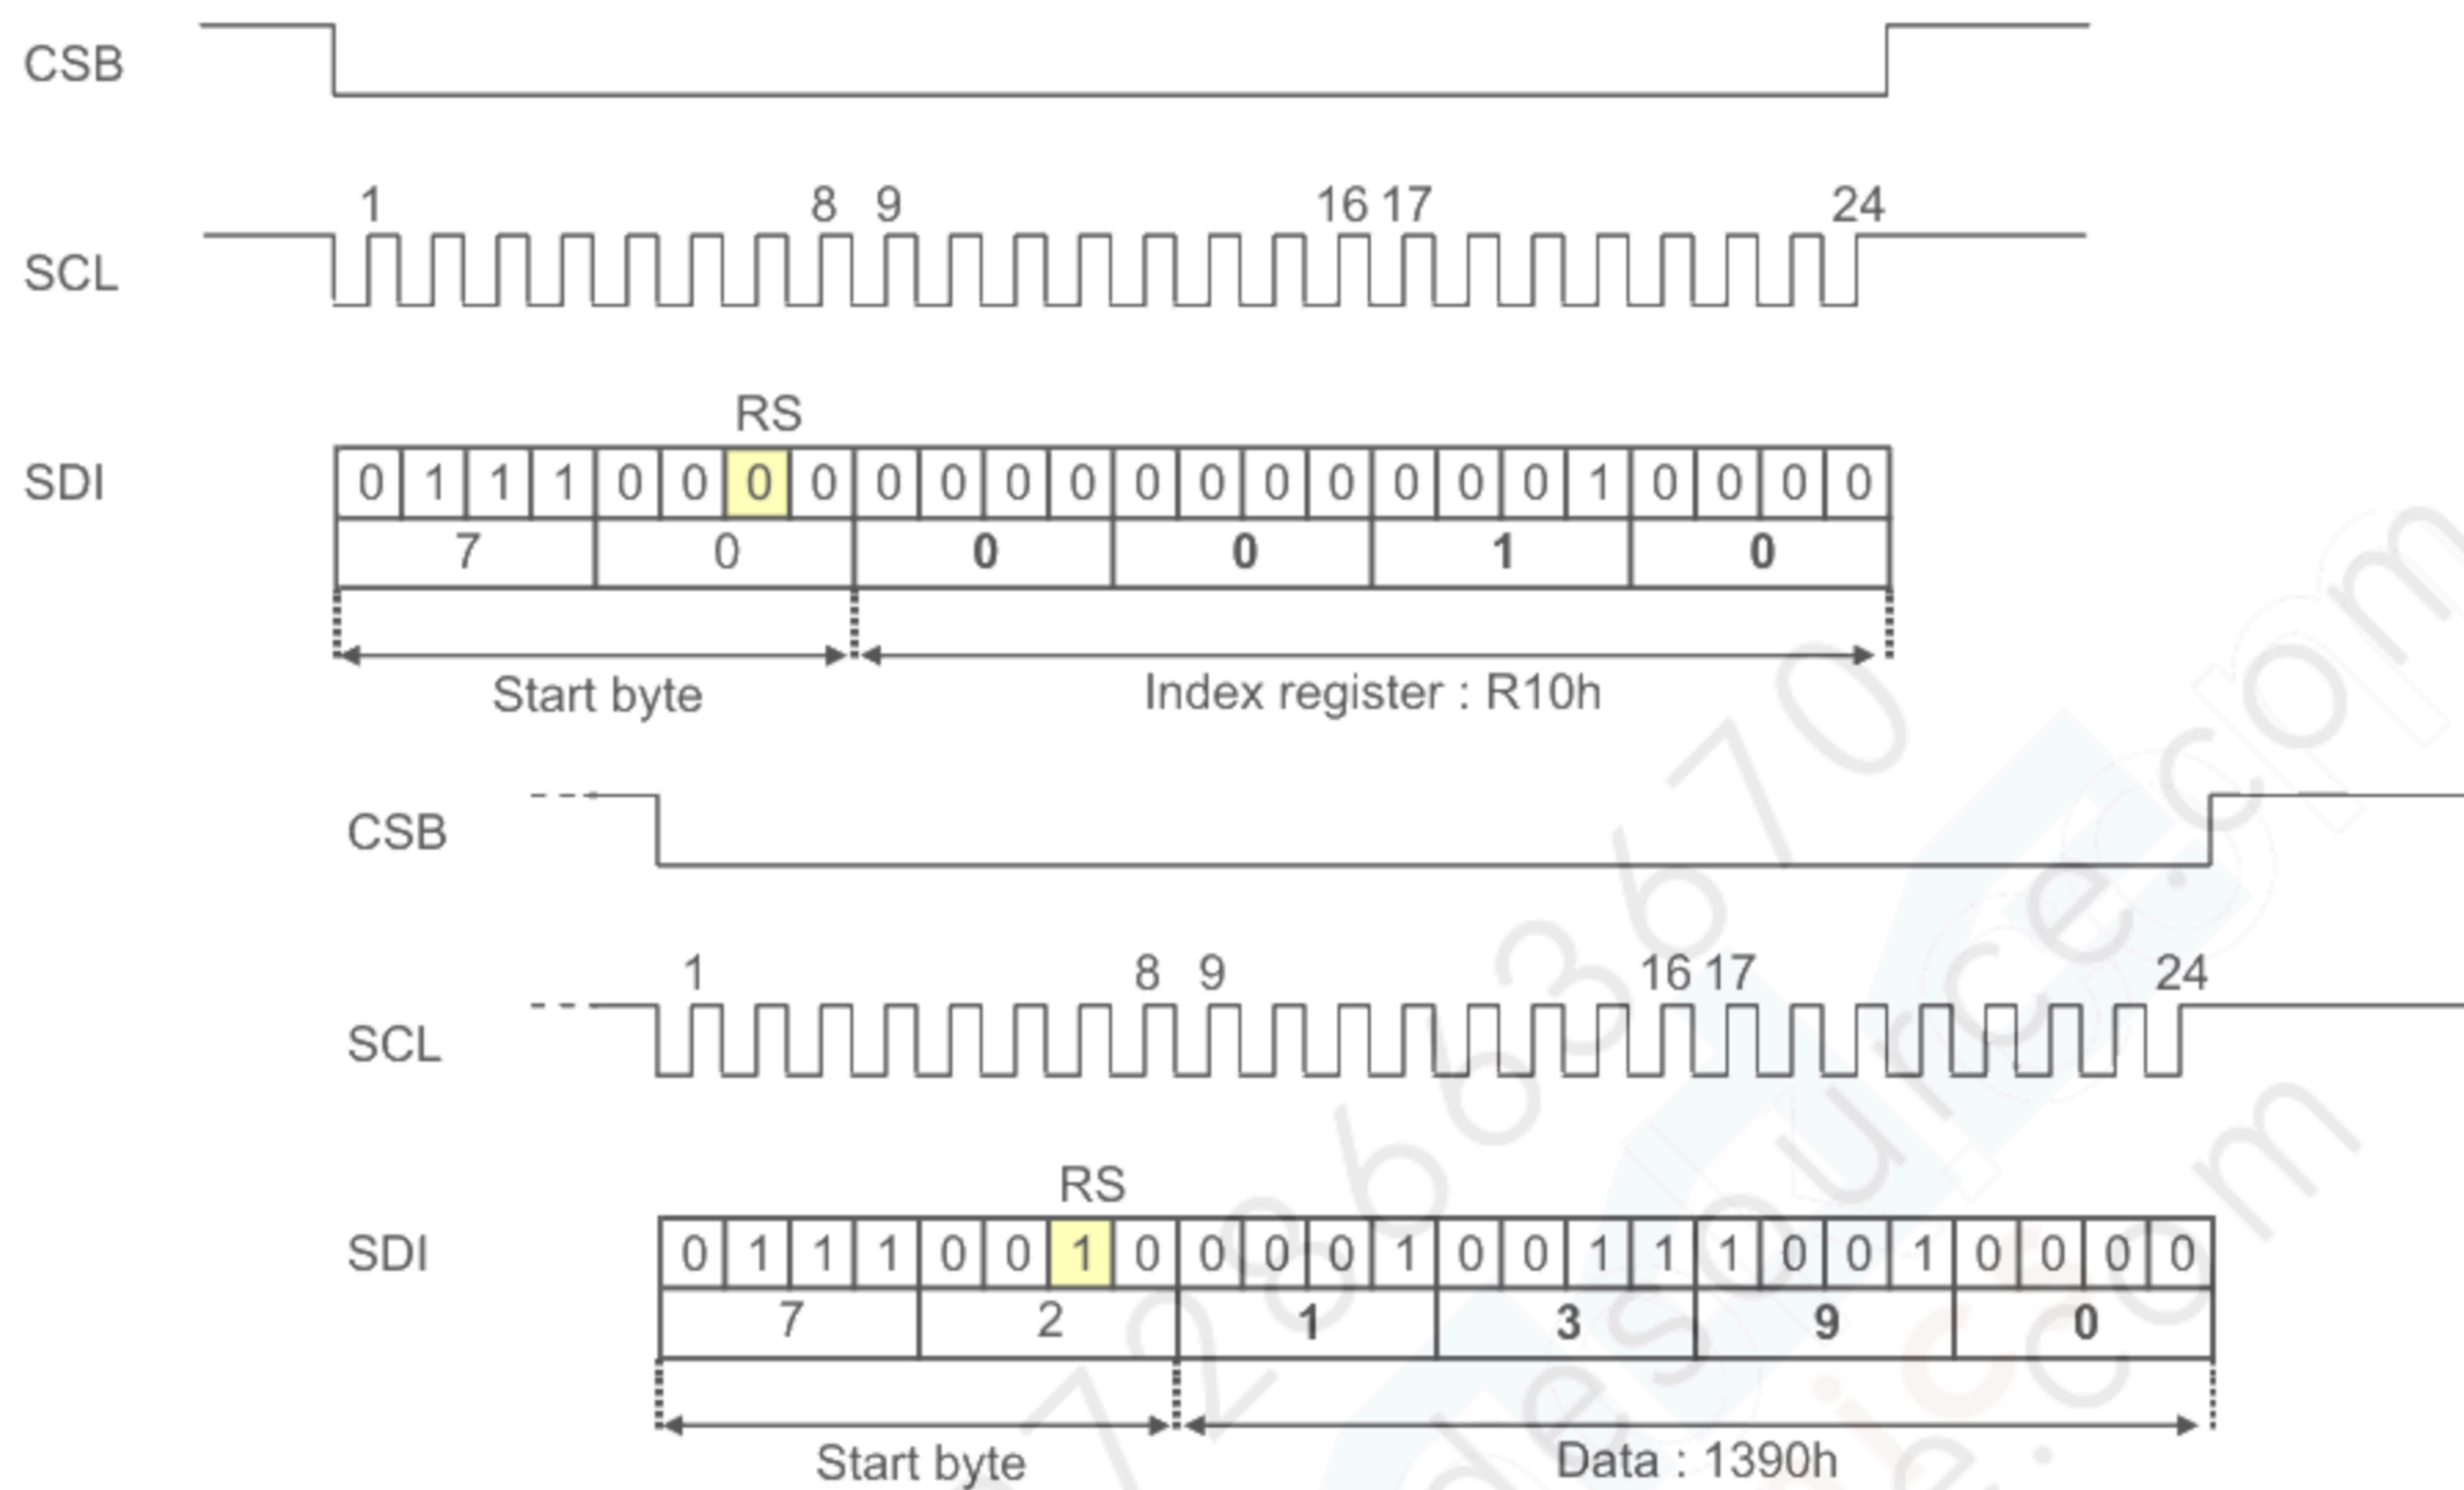 CSB
1 8 9 16 17 24
SCL
RS
SDI 0 1 1 1 0 0 0 0 0 0 0 0 0 0 0 0 0 0 0 1 0 0 0 0
7 0 0 0 1 0
Start byte Index register : R10h
CSB
1 8 9 16 17 24
SCL
RS
SDI 0 1 1 1 0 0 1 0 0 0 0 1 0 0 1 1 1 0 0 1 0 0 0 0
7 2 1 3 9 0
Start byte Data : 1390h